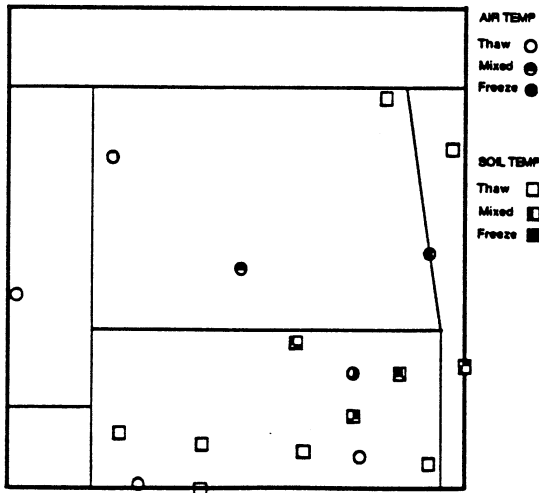 AIR TEMP
Thaw
Mixed
Freeze
SOIL TEMP
Thaw
Mixed
Freeze